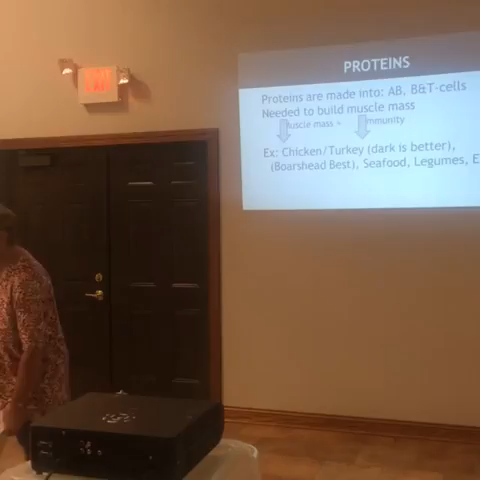 PROTEINS
Proteins are made into: AB, B&T-cells
Needed to build muscle mass
muscle mass = immunity
Ex: Chicken/Turkey (dark is better),
(Boarshead Best), Seafood, Legumes, E